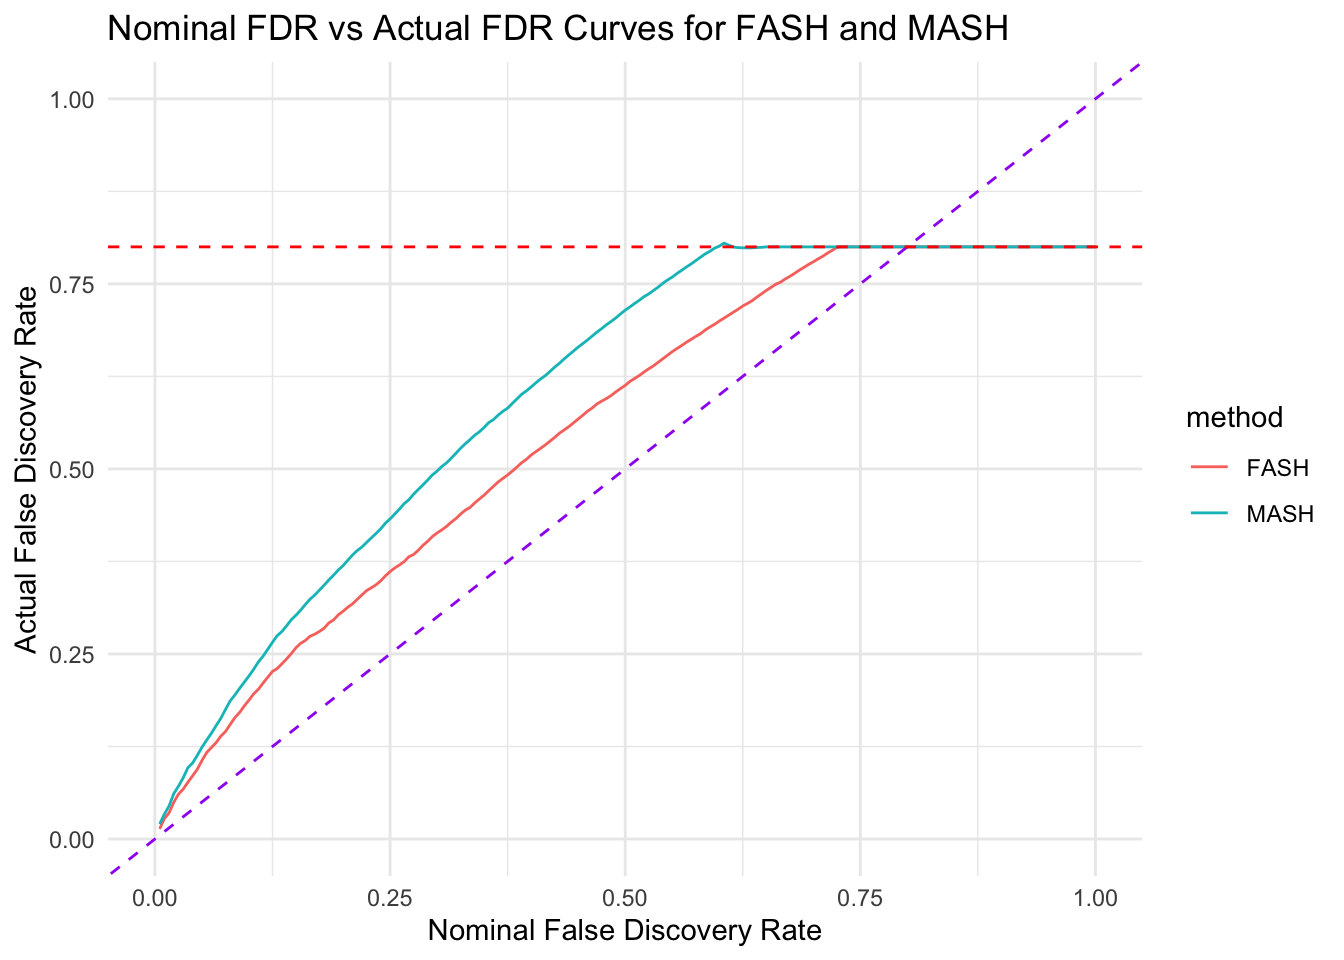 Nominal FDR vs Actual FDR Curves for FASH and MASH
1.00
0.75
0.50
0.25
0.00
Actual False Discovery Rate
0.00 0.25 0.50 0.75 1.00
Nominal False Discovery Rate
method
FASH
MASH